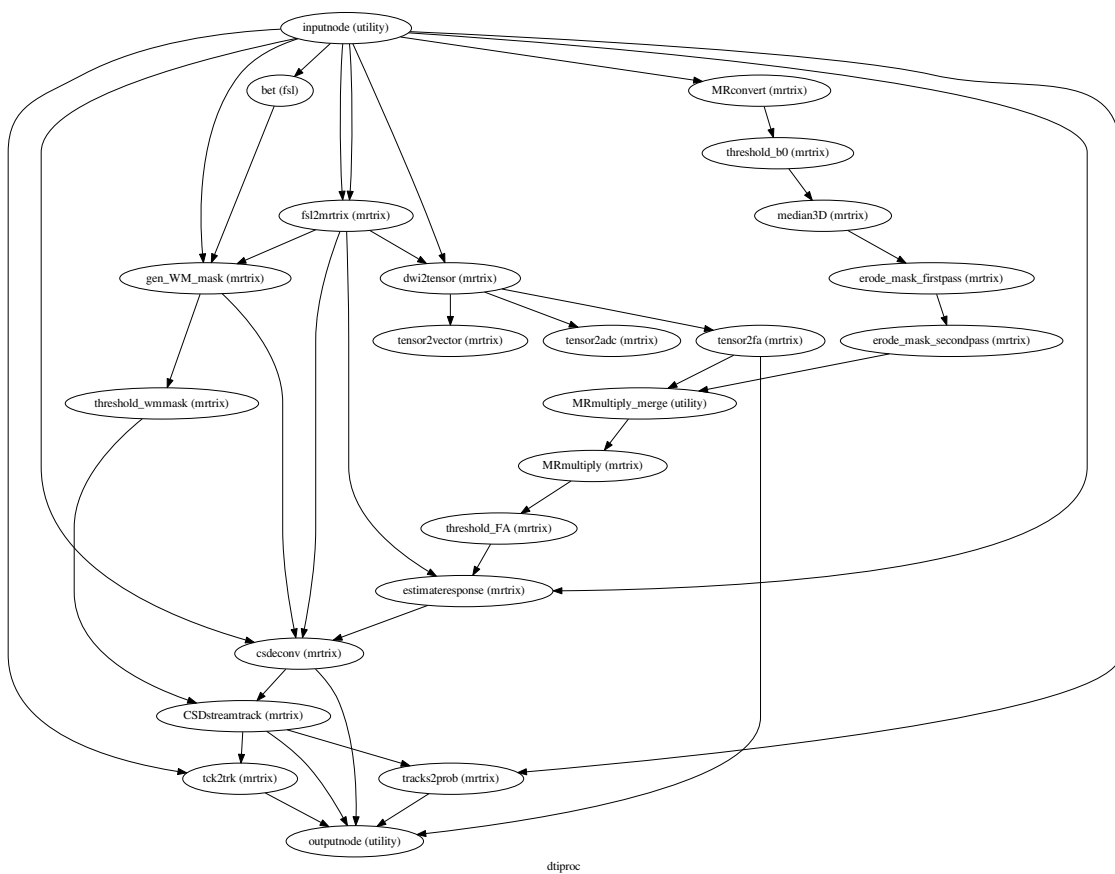 inputnode (utility)
bet (fsl)
MRconvert (mrtrix)
threshold_b0 (mrtrix)
fsl2mrtrix (mrtrix)
median3D (mrtrix)
gen_WM_mask (mrtrix)
dwi2tensor (mrtrix)
erode_mask_firstpass (mrtrix)
tensor2vector (mrtrix)
tensor2adc (mrtrix)
tensor2fa (mrtrix)
erode_mask_secondpass (mrtrix)
threshold_wmmask (mrtrix)
MRmultiply_merge (utility)
MRmultiply (mrtrix)
threshold_FA (mrtrix)
estimateresponse (mrtrix)
csdeconv (mrtrix)
CSDstreamtrack (mrtrix)
tck2trk (mrtrix)
tracks2prob (mrtrix)
outputnode (utility)
dtiproc